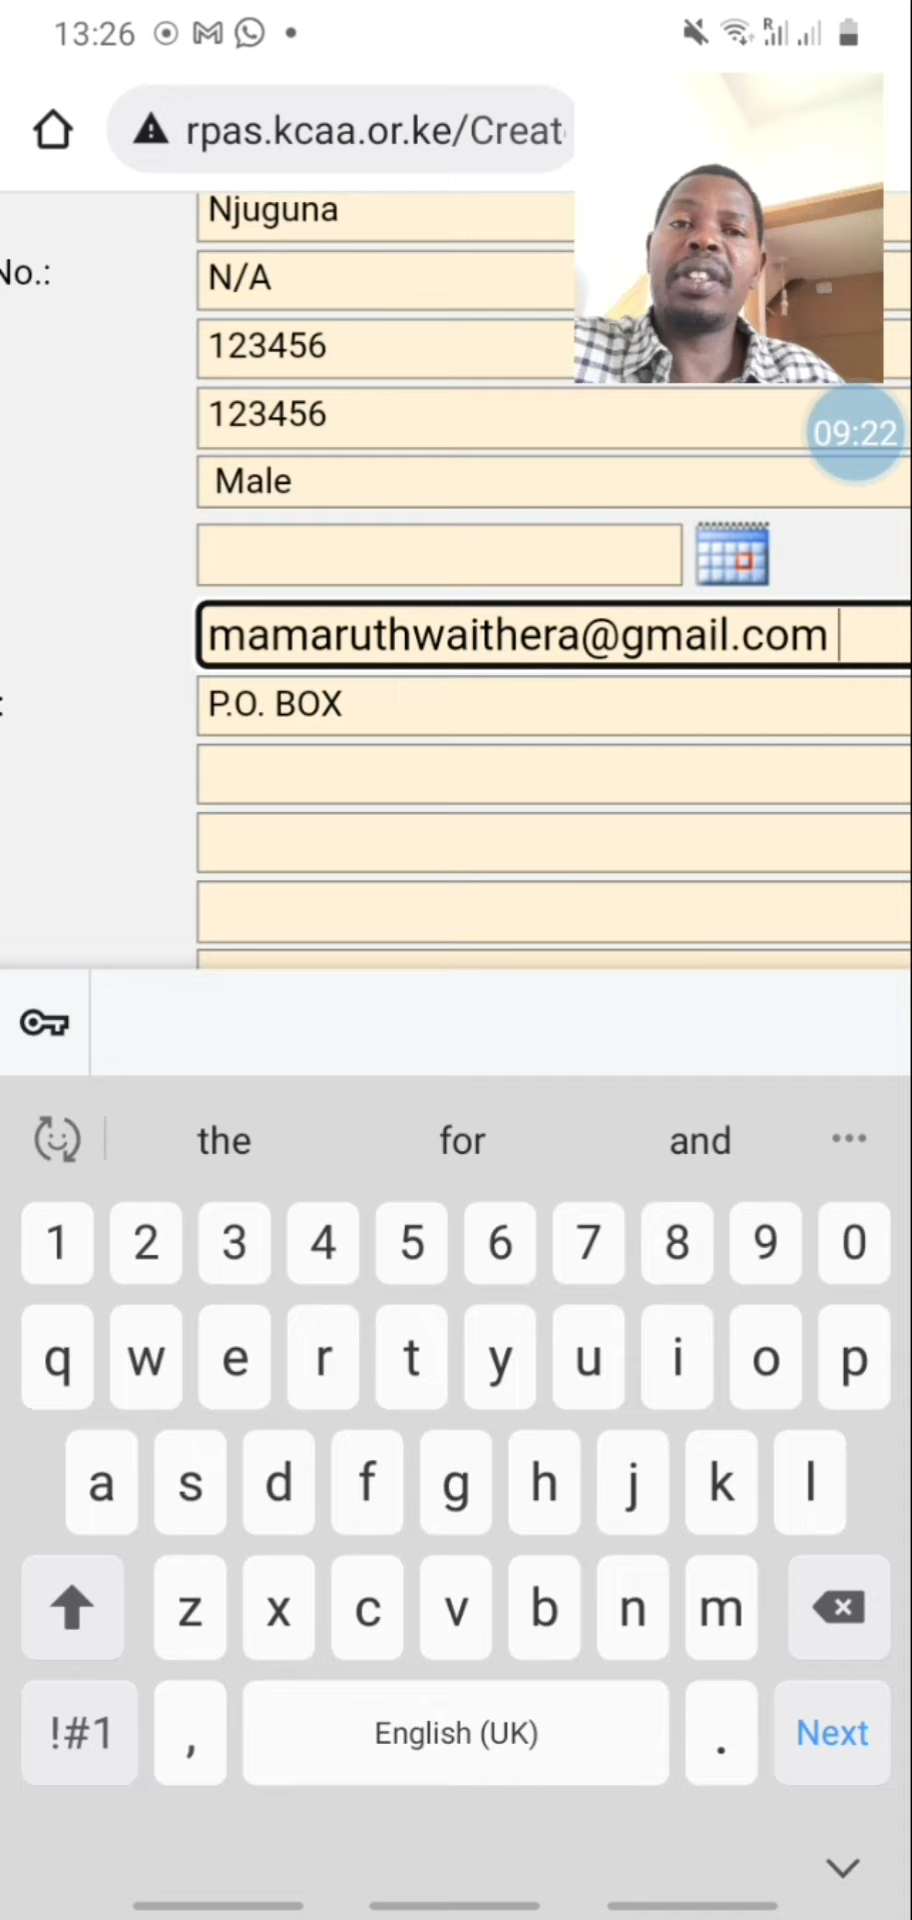 13:26
R
rpas.kcaa.or.ke/Creat
Njuguna
No.:
N/A
123456
123456
09:22
Male
mamaruthwaithera@gmail.com
:
P.O. BOX
the for and
1 2 3 4 5 6 7 8 9 0
q w e r t y u i o p
a s d f g h j k l
z x c v b n m
!#1 , English (UK) . Next